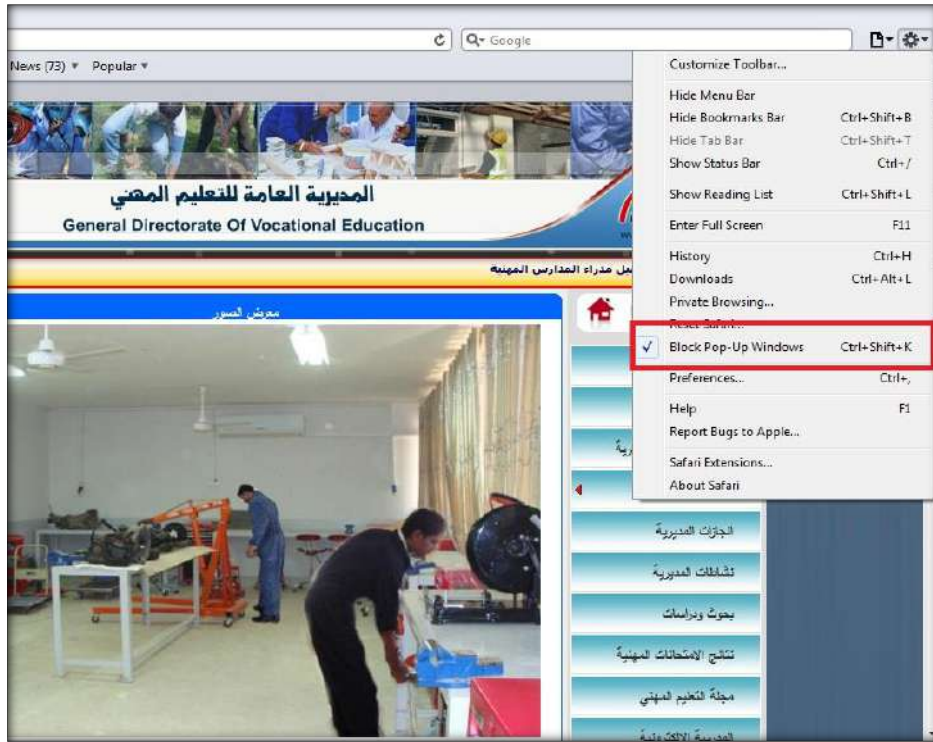 Google
News (73) ▾ Popular ▾
Customize Toolbar...
Hide Menu Bar
Hide Bookmarks Bar Ctrl+Shift+B
Hide Tab Bar Ctrl+Shift+T
Show Status Bar Ctrl+/
Show Reading List Ctrl+Shift+L
Enter Full Screen F11
History Ctrl+H
Downloads Ctrl+Alt+L
Private Browsing...
Reset Safari...
✓ Block Pop-Up Windows Ctrl+Shift+K
Preferences... Ctrl+,
Help F1
Report Bugs to Apple...
Safari Extensions...
About Safari
المديرية العامة للتعليم المهني
General Directorate Of Vocational Education
مدراء المدارس المهنية
معرض الصور
انجازات المديرية
نشاطات المديرية
بحوث ودراسات
نتائج الامتحانات المهنية
مجلة التعليم المهني
المدرسة الالكترونية